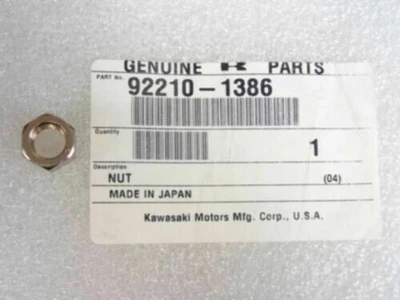 GENUINE K PARTS
PART No.
92210-1386
Quantity
1
Description
NUT (04)
MADE IN JAPAN
Kawasaki Motors Mfg. Corp., U.S.A.